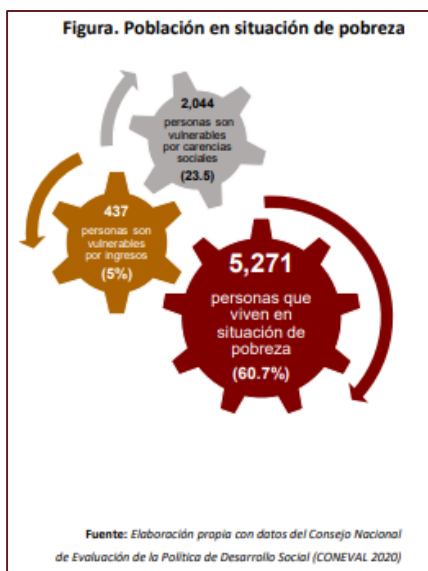 Figura. Población en situación de pobreza
2,044
personas son
vulnerables
por carencias
sociales
(23.5)
437
personas son
vulnerables
por ingresos
(5%)
5,271
personas que
viven en
situación de
pobreza
(60.7%)
Fuente: Elaboración propia con datos del Consejo Nacional
de Evaluación de la Política de Desarrollo Social (CONEVAL 2020)